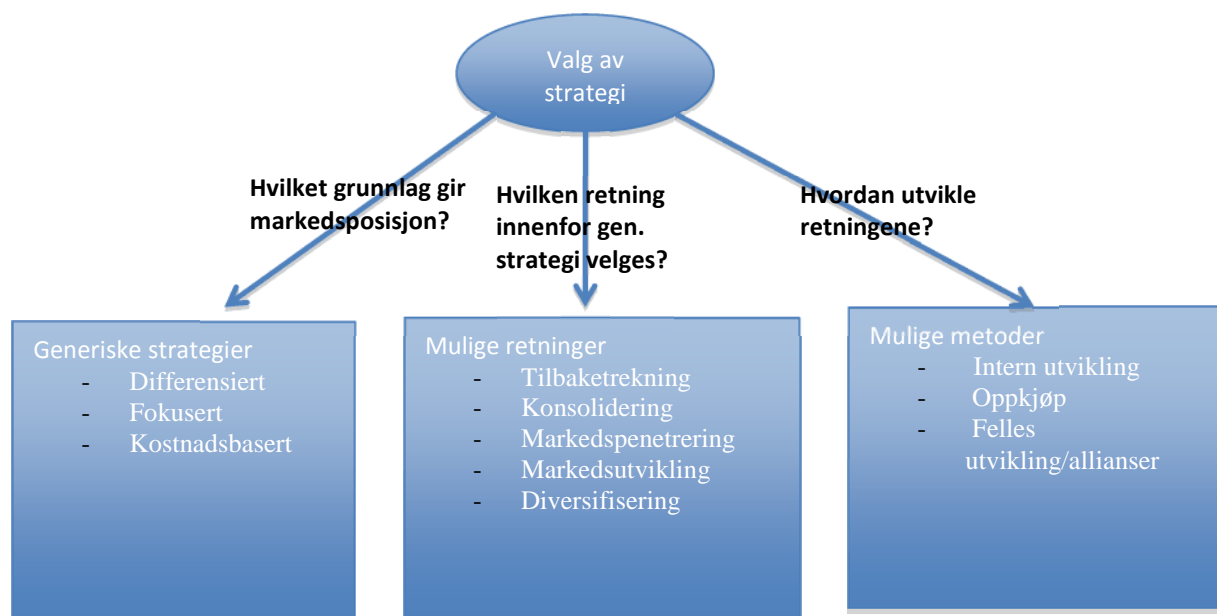 Valg av
strategi
Hvilket grunnlag gir
markedsposisjon?
Hvilken retning
innenfor gen.
strategi velges?
Hvordan utvikle
retningene?
Generiske strategier
- Differensiert
- Fokusert
- Kostnadsbasert
Mulige retninger
- Tilbaketrekning
- Konsolidering
- Markedspenetrering
- Markedsutvikling
- Diversifisering
Mulige metoder
- Intern utvikling
- Oppkjøp
- Felles
utvikling/allianser